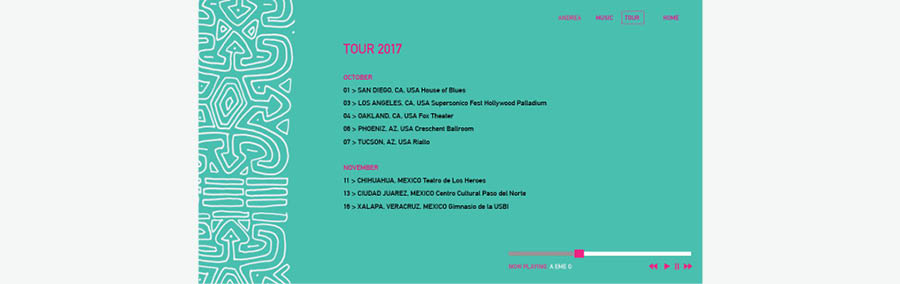 ANDREA MUSIC TOUR HOME
TOUR 2017
OCTOBER
01 > SAN DIEGO, CA, USA House of Blues
03 > LOS ANGELES, CA, USA Supersonico Fest Hollywood Palladium
04 > OAKLAND, CA, USA Fox Theater
06 > PHOENIZ, AZ, USA Creschent Ballroom
07 > TUCSON, AZ, USA Riallo
NOVEMBER
11 > CHIHUAHUA, MEXICO Teatro de Los Heroes
13 > CIUDAD JUAREZ, MEXICO Centro Cultural Paso del Norte
16 > XALAPA, VERACRUZ, MEXICO Gimnasio de la USBI
NOW PLAYING A EME O